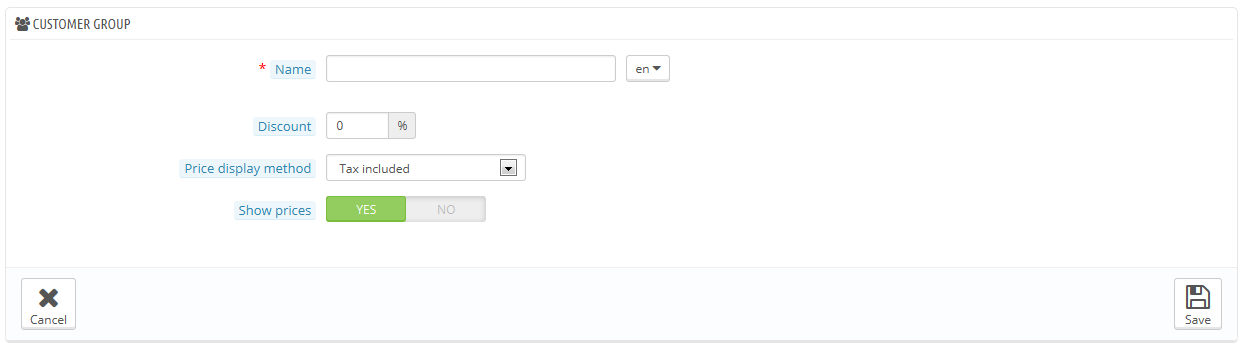 CUSTOMER GROUP
* Name en
Discount 0 %
Price display method Tax included
Show prices YES NO
Cancel Save